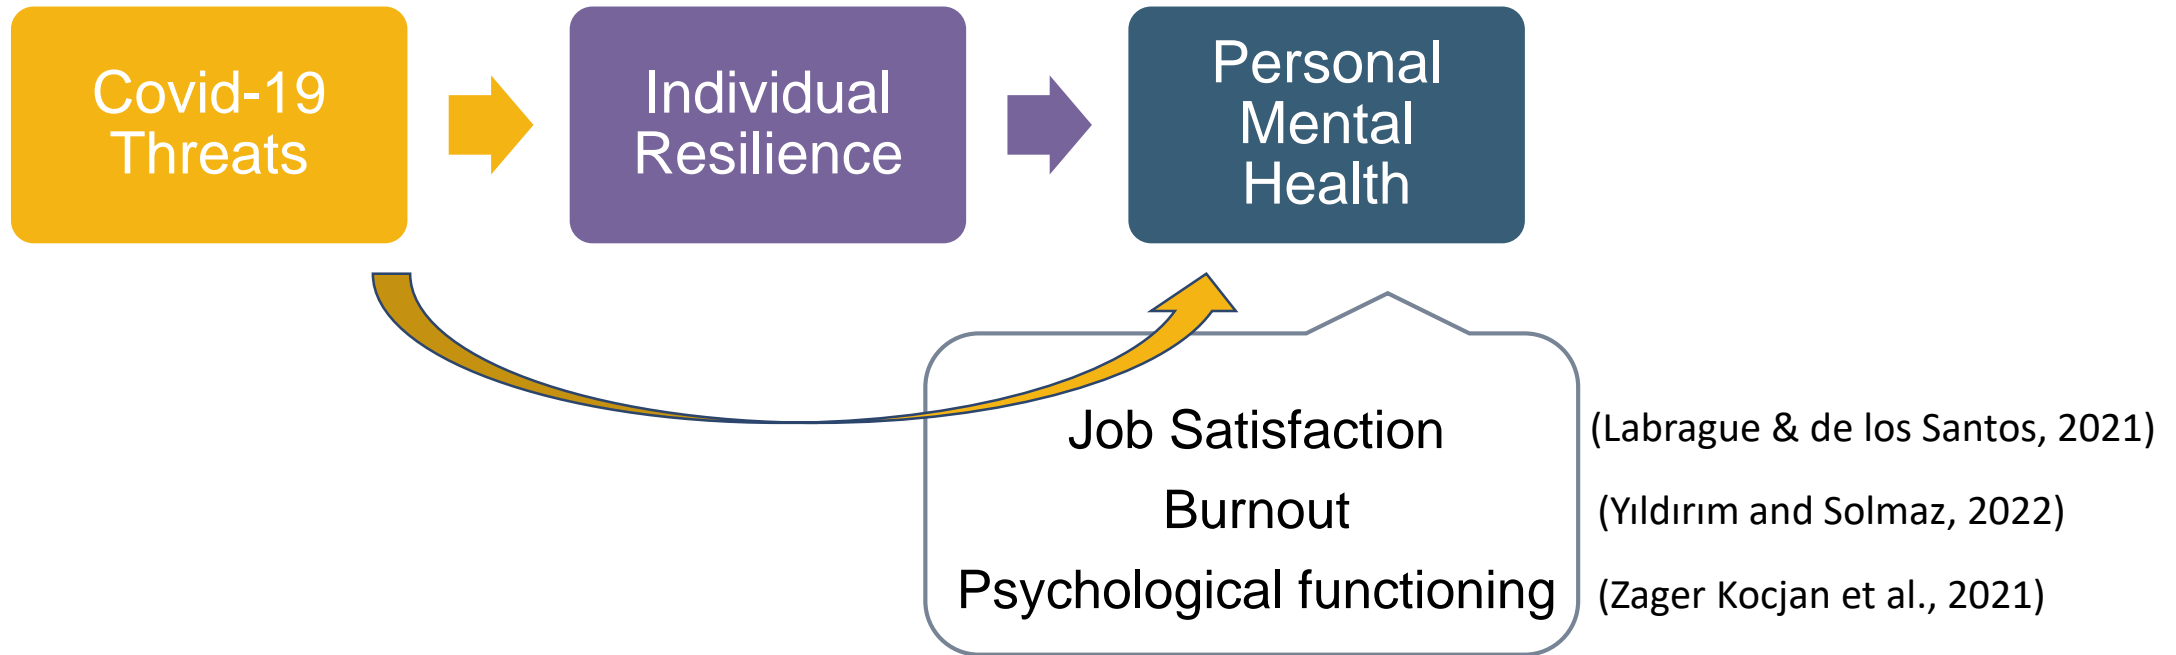 Covid-19
Threats
Individual
Resilience
Personal
Mental
Health
Job Satisfaction (Labrague & de los Santos, 2021)
Burnout (Yıldırım and Solmaz, 2022)
Psychological functioning (Zager Kocjan et al., 2021)